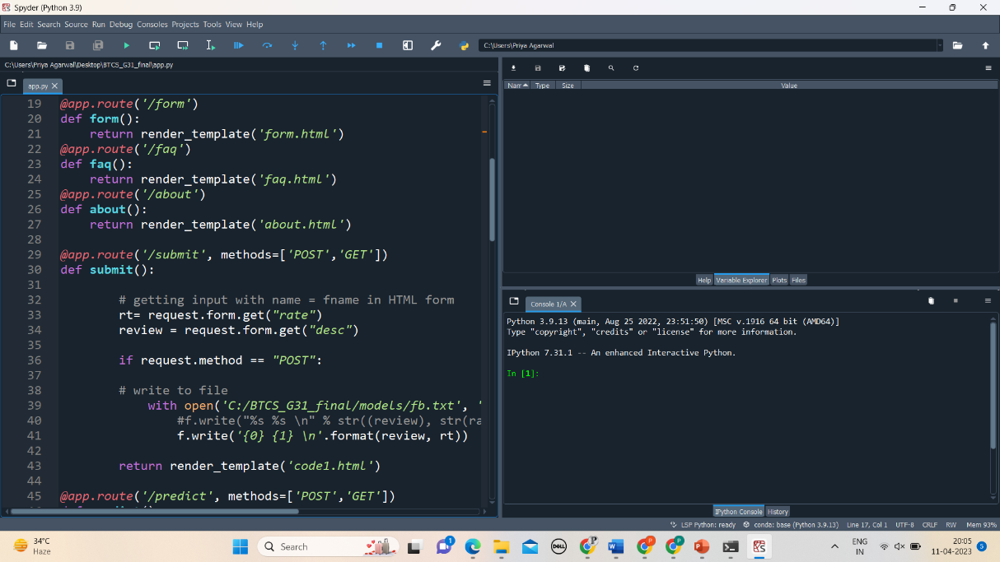 Spyder (Python 3.9)
File Edit Search Source Run Debug Consoles Projects Tools View Help
C:\Users\Priya Agarwal
C:\Users\Priya Agarwal\Desktop\BTCS_G31_final\app.py
app.py
19 @app.route('/form')
20 def form():
21 return render_template('form.html')
22 @app.route('/faq')
23 def faq():
24 return render_template('faq.html')
25 @app.route('/about')
26 def about():
27 return render_template('about.html')
28
29 @app.route('/submit', methods=['POST','GET'])
30 def submit():
31
32 # getting input with name = fname in HTML form
33 rt= request.form.get("rate")
34 review = request.form.get("desc")
35
36 if request.method == "POST":
37
38 # write to file
39 with open('C:/BTCS_G31_final/models/fb.txt', '
40 #f.write("%s %s \n" % str((review), str(ra
41 f.write('{0} {1} \n'.format(review, rt))
42
43 return render_template('code1.html')
44
45 @app.route('/predict', methods=['POST','GET'])
Nam Type Size Value
Help Variable Explorer Plots Files
Console 1/A
Python 3.9.13 (main, Aug 25 2022, 23:51:50) [MSC v.1916 64 bit (AMD64)]
Type "copyright", "credits" or "license" for more information.
IPython 7.31.1 -- An enhanced Interactive Python.
In [1]:
IPython Console History
LSP Python: ready conda: base (Python 3.9.13) Line 17, Col 1 UTF-8 CRLF RW Mem 93%
34°C
Haze
Search
1
DELL
P
P
P
ENG
IN
20:05
11-04-2023
5